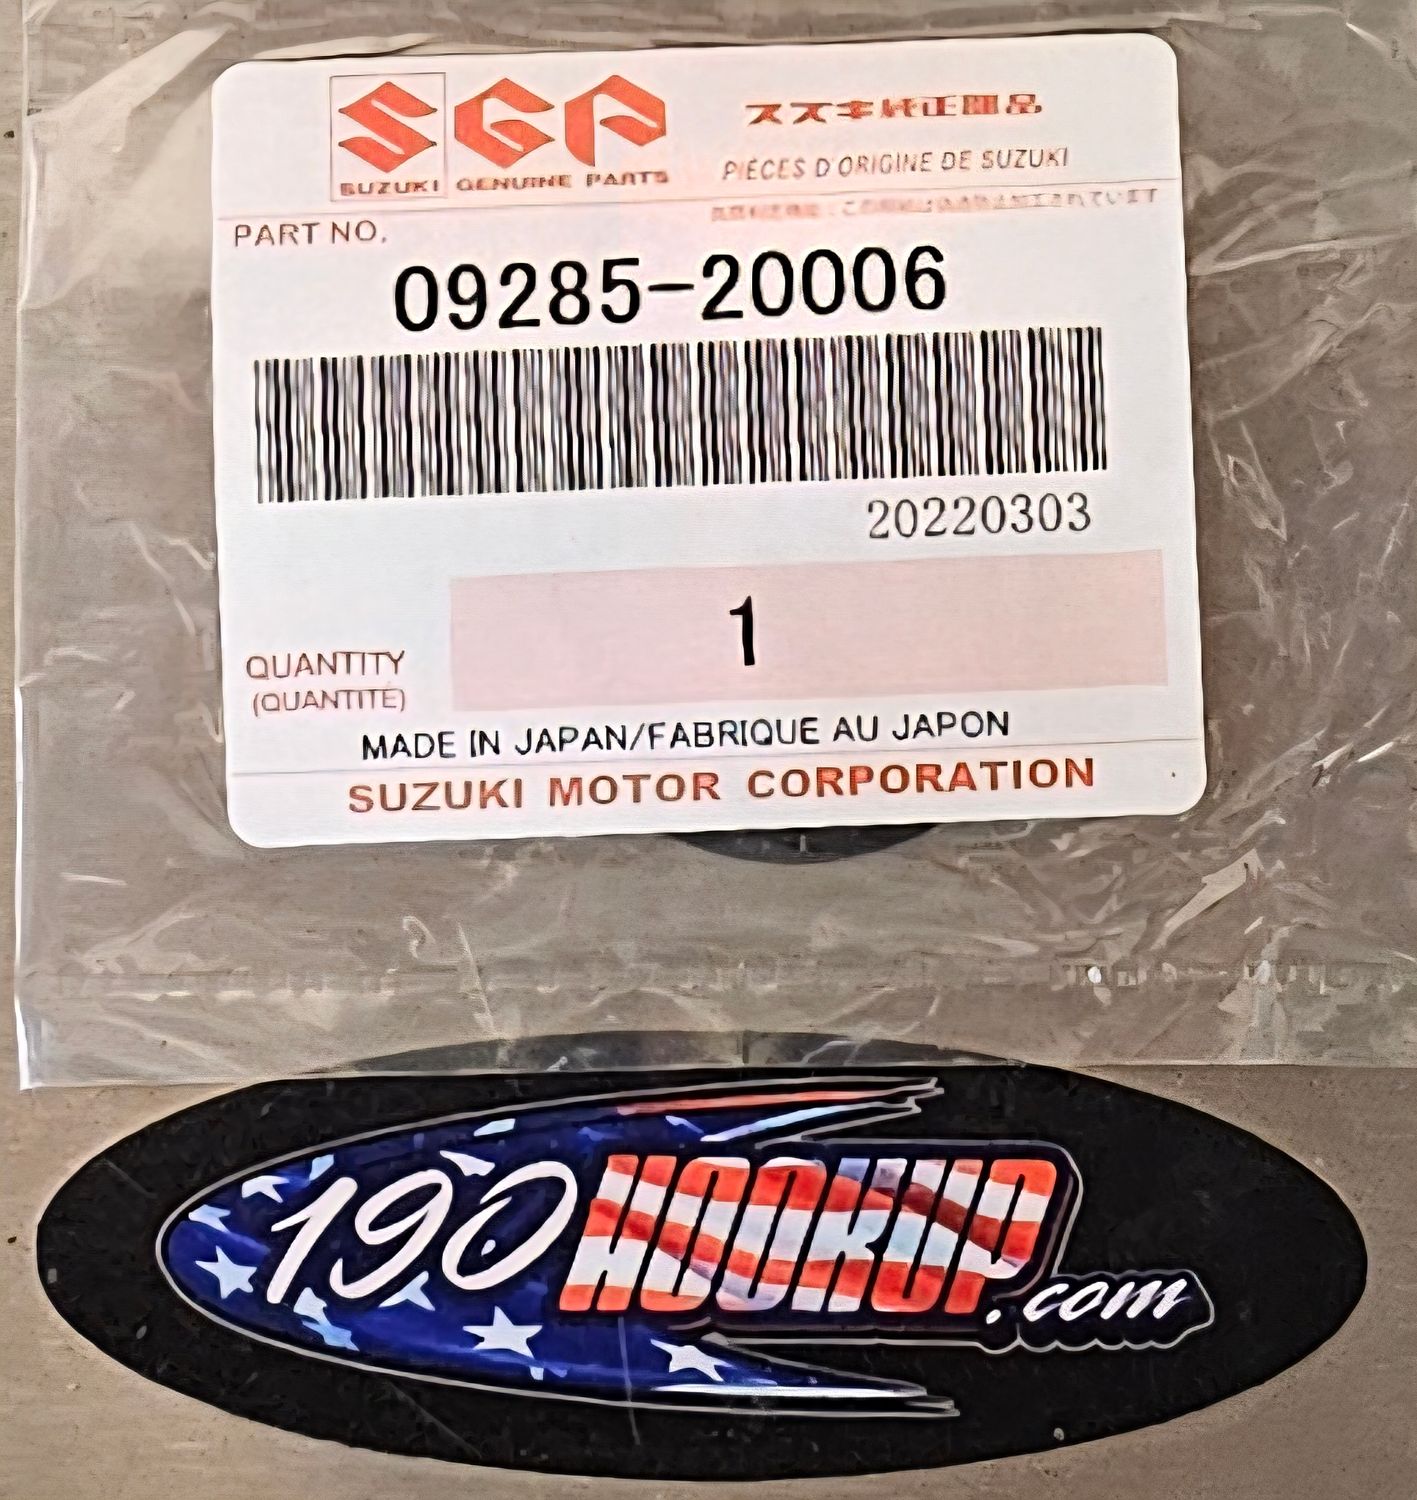 SUZUKI GENUINE PARTS
スズキ純正部品
PIÈCES D'ORIGINE DE SUZUKI
PART NO.
09285-20006
20220303
1
QUANTITY
(QUANTITÉ)
MADE IN JAPAN/FABRIQUE AU JAPON
SUZUKI MOTOR CORPORATION
190HOOKUP.com